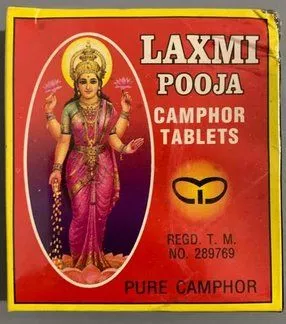 LAXMI
POOJA
CAMPHOR
TABLETS
REGD. T. M.
NO. 289769
PURE CAMPHOR